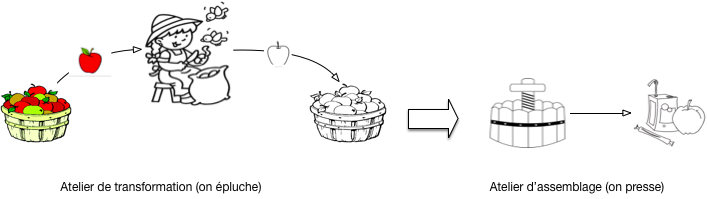 Atelier de transformation (on épluche)
Atelier d’assemblage (on presse)